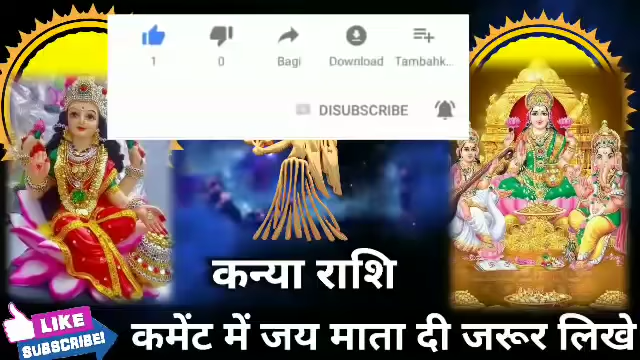 1 0 Bagi Download Tambahk...
DISUBSCRIBE
कन्या राशि
LIKE
SUBSCRIBE!
कमेंट में जय माता दी जरूर लिखे